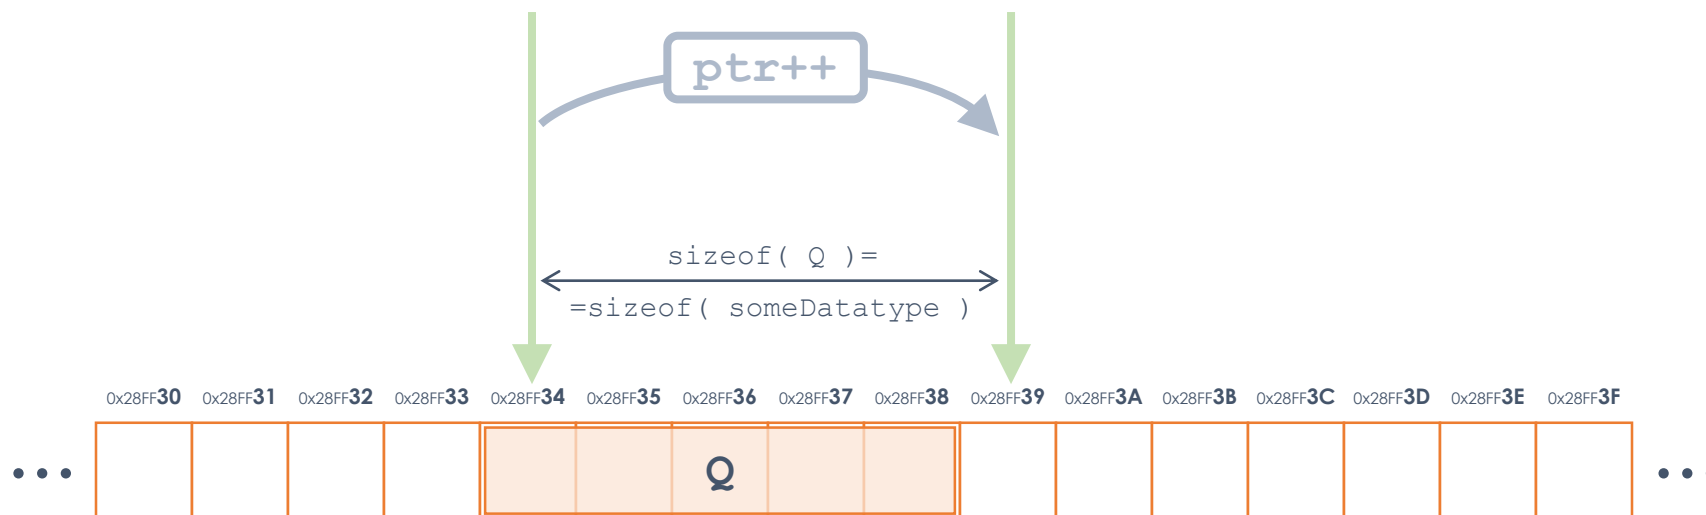 ptr++
sizeof( Q )=
=sizeof( someDatatype )
0x28FF30 0x28FF31 0x28FF32 0x28FF33 0x28FF34 0x28FF35 0x28FF36 0x28FF37 0x28FF38 0x28FF39 0x28FF3A 0x28FF3B 0x28FF3C 0x28FF3D 0x28FF3E 0x28FF3F
Q